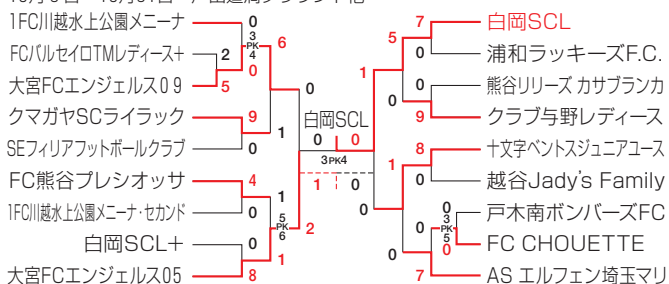 1FC川越水上公園メニーナ
FCバルセイロTMレディース+
大宮FCエンジェルス09
クマガヤSCライラック
SEフィリアフットボールクラブ
FC熊谷プレシオッサ
1FC川越水上公園メニーナ・セカンド
白岡SCL+
大宮FCエンジェルス05
0
3
PK
4
2
0
5
6
9
1
0
4
1
0
5
PK
6
0
1
8
0
2
白岡SCL
0 0
3PK4
1 0
1
0
5
0
1
0
7
0
0
9
8
0
0
3
PK
5
0
7
白岡SCL
浦和ラッキーズF.C.
熊谷リリーズ カサブランカ
クラブ与野レディース
十文字ベントスジュニアユース
越谷Jady's Family
戸木南ボンバーズFC
FC CHOUETTE
AS エルフェン埼玉マリ